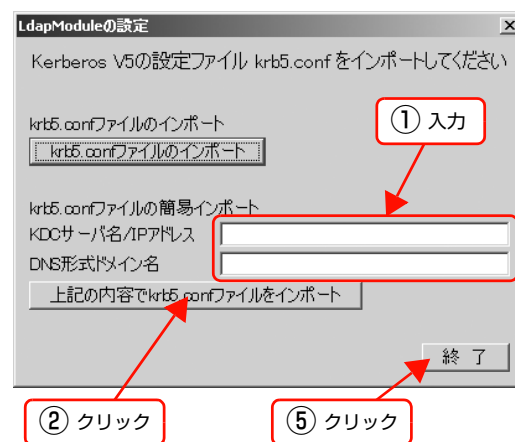 LdapModuleの設定
Kerberos V5の設定ファイル krb5.conf をインポートしてください
① 入力
krb5.confファイルのインポート
krb5.confファイルのインポート
krb5.confファイルの簡易インポート
KDCサーバ名/IPアドレス
DNS形式ドメイン名
上記の内容でkrb5.confファイルをインポート
終 了
② クリック
⑤ クリック